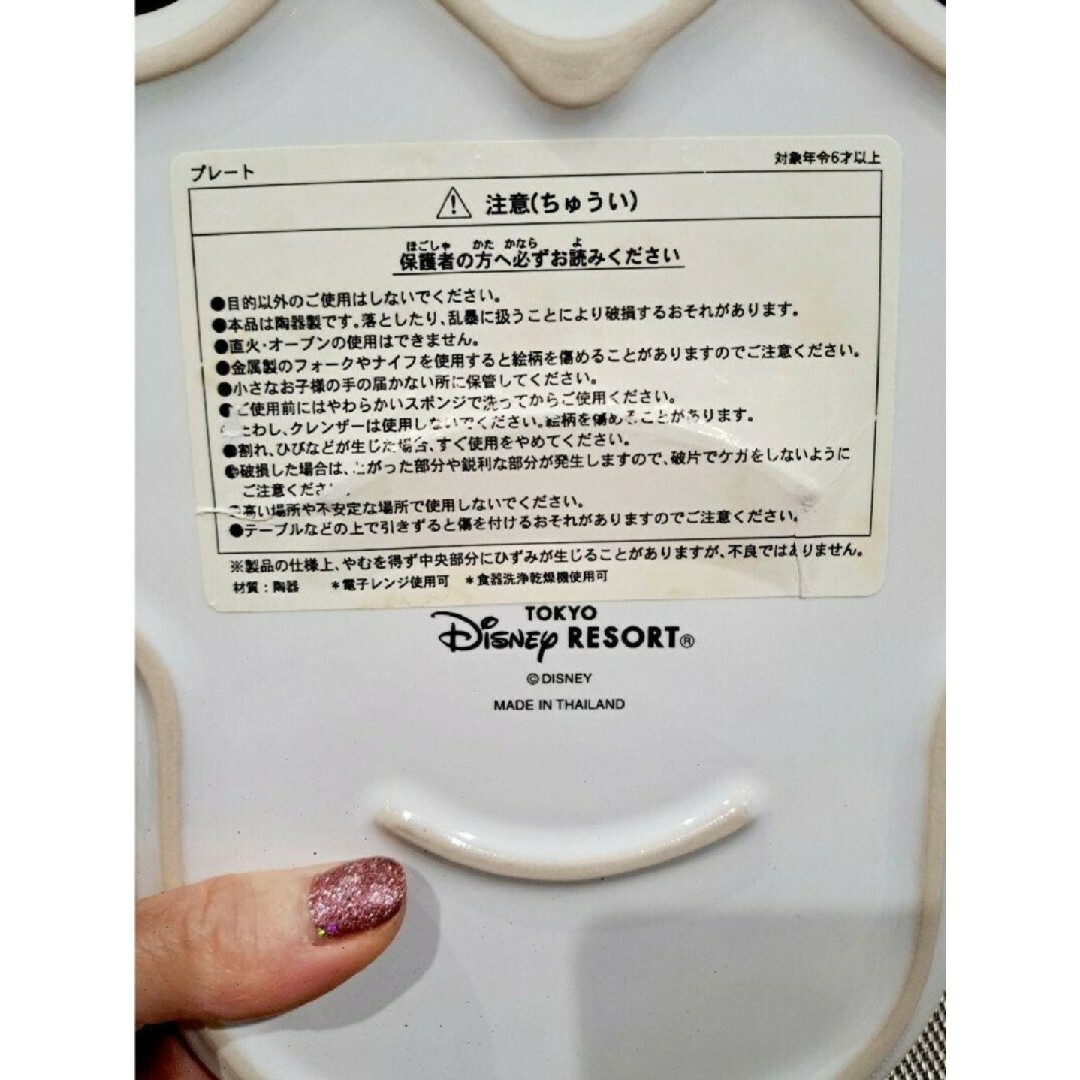 プレート
対象年令6才以上
注意(ちゅうい)
ほごしゃ かた かなら よ
保護者の方へ必ずお読みください
●目的以外のご使用はしないでください。
●本品は陶器製です。落としたり、乱暴に扱うことにより破損するおそれがあります。
●直火・オーブンの使用はできません。
●金属製のフォークやナイフを使用すると絵柄を傷めることがありますのでご注意ください。
●小さなお子様の手の届かない所に保管してください。
●ご使用前にはやわらかいスポンジで洗ってからご使用ください。
たわし、クレンザーは使用しないでください。絵柄を傷めることがあります。
●割れ、ひびなどが生じた場合、すぐ使用をやめてください。
●破損した場合は、とがった部分や鋭利な部分が発生しますので、破片でケガをしないように
ご注意ください。
●高い場所や不安定な場所で使用しないでください。
●テーブルなどの上で引きずると傷を付けるおそれがありますのでご注意ください。
※製品の仕様上、やむを得ず中央部分にひずみが生じることがありますが、不良ではありません。
材質:陶器 *電子レンジ使用可 *食器洗浄乾燥機使用可
TOKYO
Disney RESORT®
©DISNEY
MADE IN THAILAND